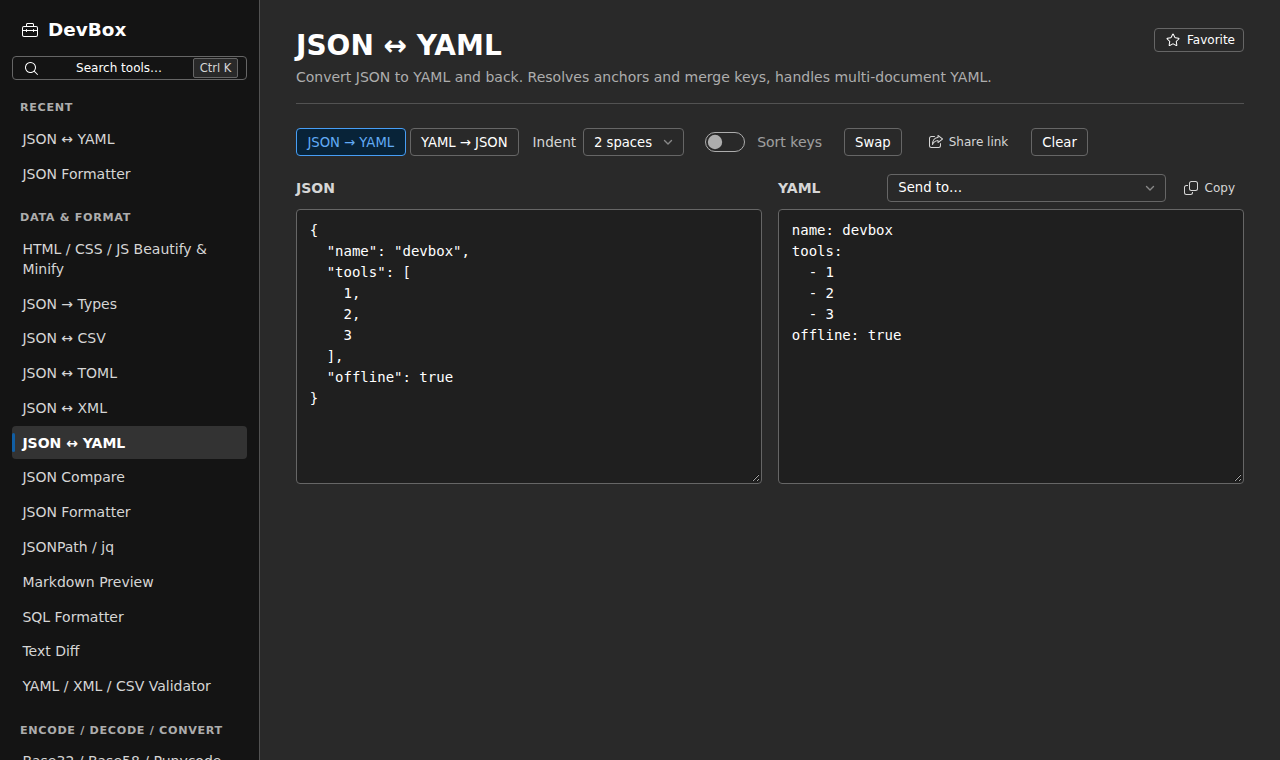 DevBox
Search tools... Ctrl K
RECENT
JSON ↔ YAML
JSON Formatter
DATA & FORMAT
HTML / CSS / JS Beautify &
Minify
JSON → Types
JSON ↔ CSV
JSON ↔ TOML
JSON ↔ XML
JSON ↔ YAML
JSON Compare
JSON Formatter
JSONPath / jq
Markdown Preview
SQL Formatter
Text Diff
YAML / XML / CSV Validator
ENCODE / DECODE / CONVERT
Base32 / Base58 / Punycode
JSON ↔ YAML
Favorite
Convert JSON to YAML and back. Resolves anchors and merge keys, handles multi-document YAML.
JSON → YAML YAML → JSON Indent 2 spaces Sort keys Swap Share link Clear
JSON
{
  "name": "devbox",
  "tools": [
    1,
    2,
    3
  ],
  "offline": true
}
YAML Send to... Copy
name: devbox
tools:
  - 1
  - 2
  - 3
offline: true